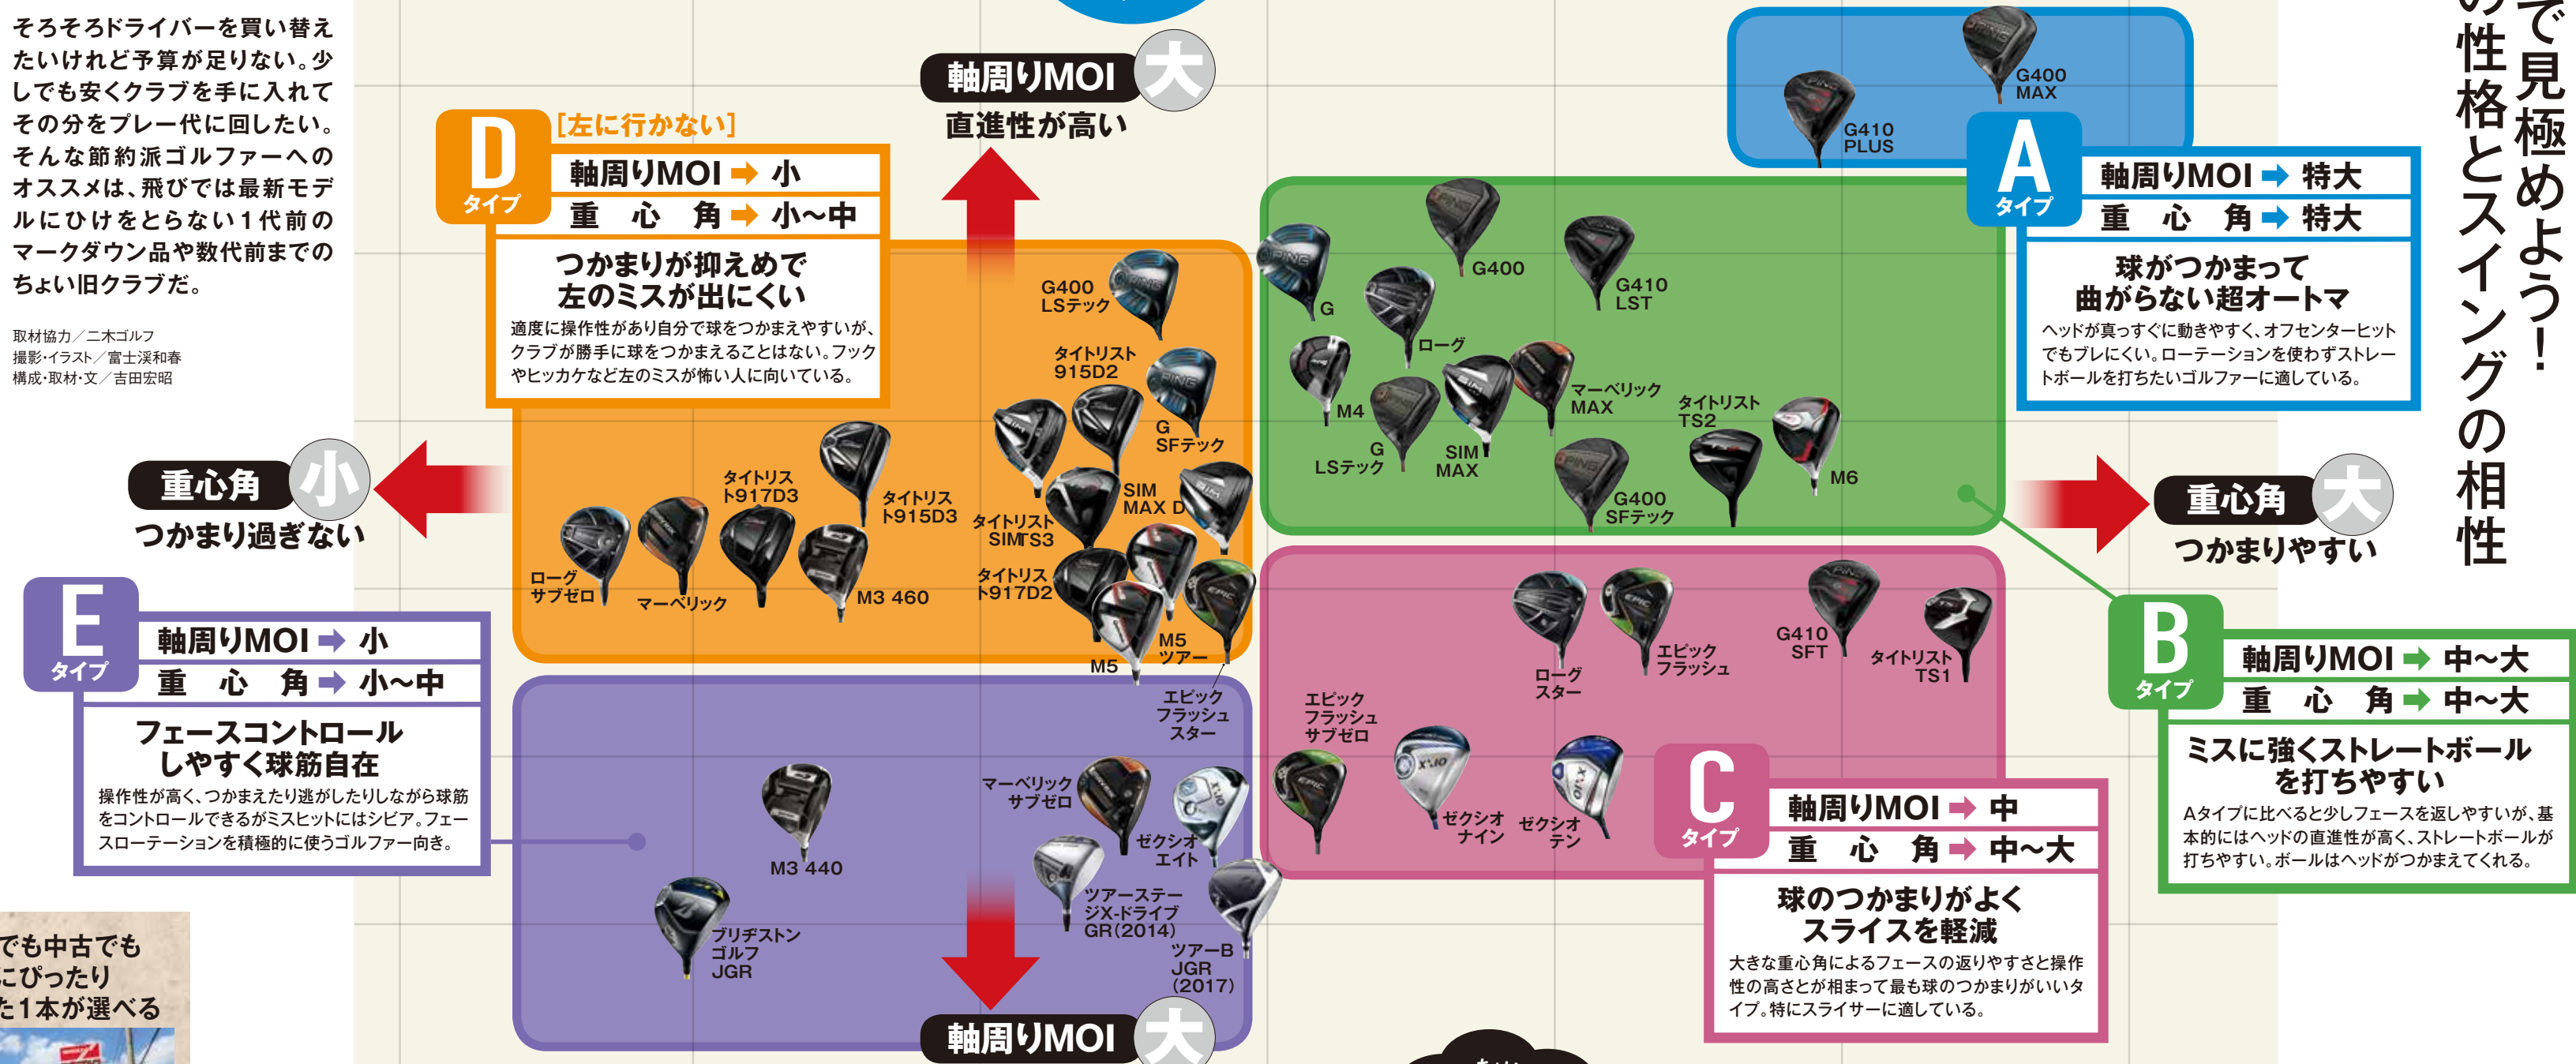 で見極めよう！
の性格とスイングの相性
そろそろドライバーを買い替え
たいけれど予算が足りない。少
しでも安くクラブを手に入れて
その分をプレー代に回したい。
そんな節約派ゴルファーへの
オススメは、飛びでは最新モデ
ルにひけをとらない1代前の
マークダウン品や数代前までの
ちょい旧クラブだ。
取材協力／二木ゴルフ
撮影・イラスト／富士渓和春
構成・取材・文／吉田宏昭
軸周りMOI 大
直進性が高い
重心角 小
つかまり過ぎない
重心角 大
つかまりやすい
軸周りMOI 大
A
タイプ
軸周りMOI➡特大
重心角➡特大
球がつかまって
曲がらない超オートマ
ヘッドが真っすぐに動きやすく、オフセンターヒット
でもブレにくい。ローテーションを使わずストレー
トボールを打ちたいゴルファーに適している。
G400
MAX
G410
PLUS
B
タイプ
軸周りMOI➡中〜大
重心角➡中〜大
ミスに強くストレートボール
を打ちやすい
Aタイプに比べると少しフェースを返しやすいが、基
本的にはヘッドの直進性が高く、ストレートボールが
打ちやすい。ボールはヘッドがつかまえてくれる。
G400
G410
LST
G
ローグ
M4
G
LSテック
SIM
MAX
マーベリック
MAX
タイトリスト
TS2
M6
G400
SFテック
C
タイプ
軸周りMOI➡中
重心角➡中〜大
球のつかまりがよく
スライスを軽減
大きな重心角によるフェースの返りやすさと操作
性の高さとが相まって最も球のつかまりがいいタ
イプ。特にスライサーに適している。
ローグ
スター
エピック
フラッシュ
G410
SFT
タイトリスト
TS1
エピック
フラッシュ
サブゼロ
ゼクシオ
ナイン
ゼクシオ
テン
D
タイプ
［左に行かない］
軸周りMOI➡小
重心角➡小〜中
つかまりが抑えめで
左のミスが出にくい
適度に操作性があり自分で球をつかまえやすいが、
クラブが勝手に球をつかまえることはない。フック
やヒッカケなど左のミスが怖い人に向いている。
G400
LSテック
タイトリスト
915D2
G
SFテック
タイトリス
ト917D3
タイトリス
ト915D3
SIM
MAX D
タイトリスト
SIMTS3
ローグ
サブゼロ
マーベリック
M3 460
タイトリス
ト917D2
M5
ツアー
M5
エピック
フラッシュ
スター
E
タイプ
軸周りMOI➡小
重心角➡小〜中
フェースコントロール
しやすく球筋自在
操作性が高く、つかまえたり逃がしたりしながら球筋
をコントロールできるがミスヒットにはシビア。フェー
スローテーションを積極的に使うゴルファー向き。
M3 440
マーベリック
サブゼロ
ゼクシオ
エイト
ツアーステー
ジX-ドライブ
GR(2014)
ブリヂストン
ゴルフ
JGR
ツアーB
JGR
(2017)
でも中古でも
にぴったり
た1本が選べる